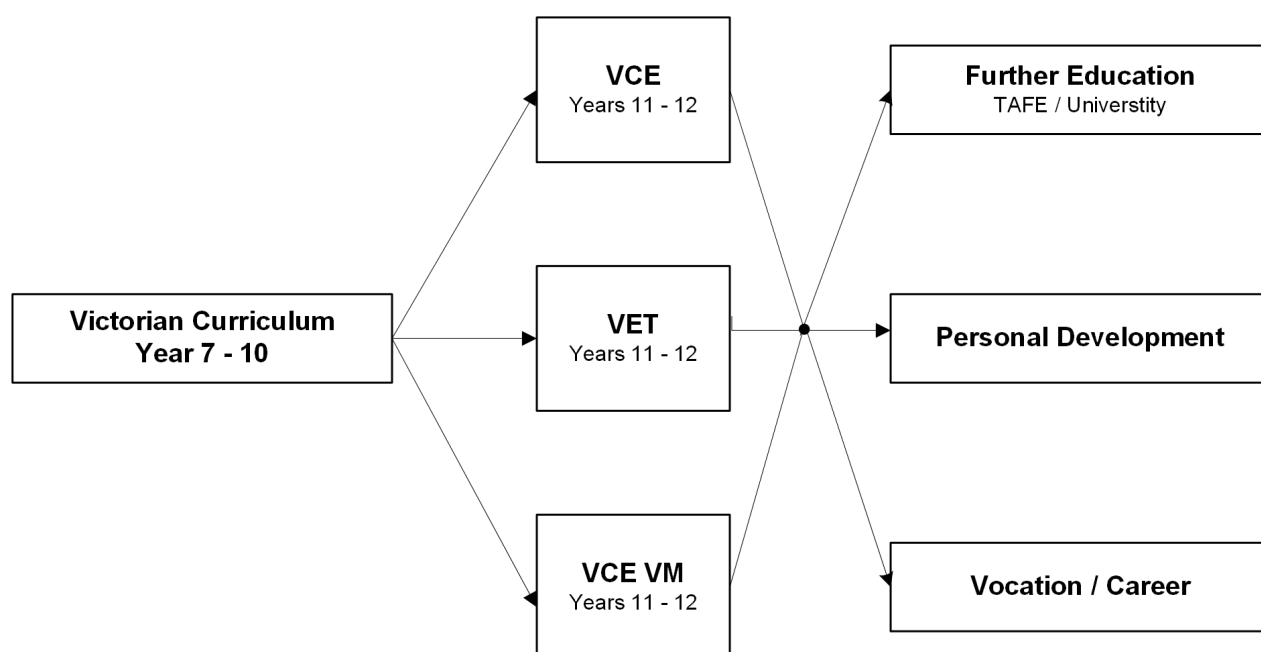 Victorian Curriculum
Year 7 - 10
VCE
Years 11 - 12
VET
Years 11 - 12
VCE VM
Years 11 - 12
Further Education
TAFE / Universtity
Personal Development
Vocation / Career